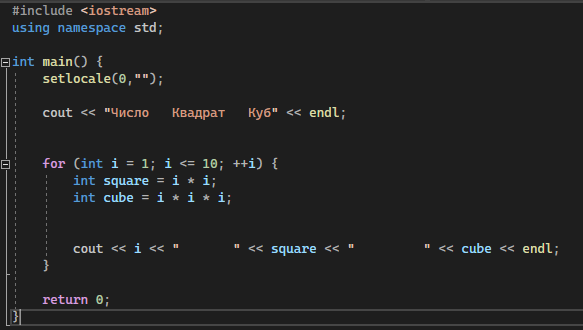 #include <iostream>
using namespace std;
int main() {
setlocale(0,"");
cout << "Число   Квадрат   Куб" << endl;
for (int i = 1; i <= 10; ++i) {
int square = i * i;
int cube = i * i * i;
cout << i << "       " << square << "         " << cube << endl;
}
return 0;
}